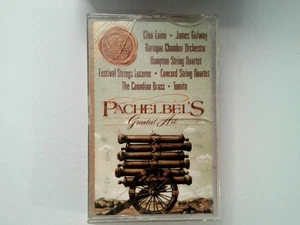 Cleo Laine • James Galway
Baroque Chamber Orchestra
Hampton String Quartet
Festival Strings Lucerne • Concord String Quartet
The Canadian Brass • Tomita
PACHELBEL'S
Greatest Hit